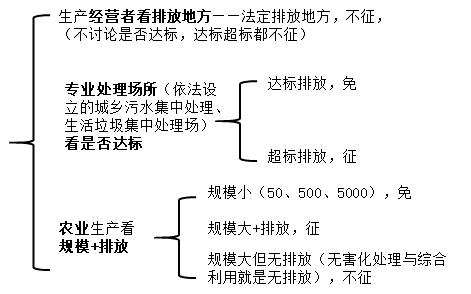 生产经营者看排放地方——法定排放地方，不征，
（不讨论是否达标，达标超标都不征）
专业处理场所（依法设
立的城乡污水集中处理、
生活垃圾集中处理场）
看是否达标
达标排放，免
超标排放，征
农业生产看
规模+排放
规模小（50、500、5000），免
规模大+排放，征
规模大但无排放（无害化处理与综合
利用就是无排放），不征